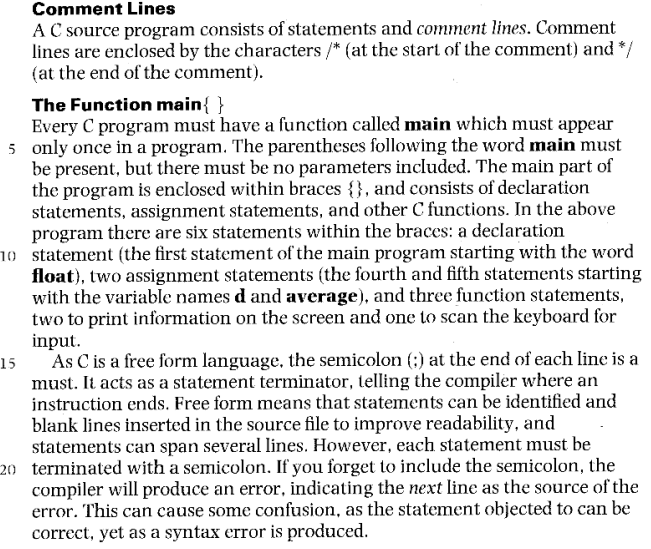 Comment Lines
A C source program consists of statements and comment lines. Comment
lines are enclosed by the characters /* (at the start of the comment) and */
(at the end of the comment).
The Function main{ }
Every C program must have a function called main which must appear
5 only once in a program. The parentheses following the word main must
be present, but there must be no parameters included. The main part of
the program is enclosed within braces {}, and consists of declaration
statements, assignment statements, and other C functions. In the above
program there are six statements within the braces: a declaration
10 statement (the first statement of the main program starting with the word
float), two assignment statements (the fourth and fifth statements starting
with the variable names d and average), and three function statements,
two to print information on the screen and one to scan the keyboard for
input.
15 As C is a free form language, the semicolon (;) at the end of each line is a
must. It acts as a statement terminator, telling the compiler where an
instruction ends. Free form means that statements can be identified and
blank lines inserted in the source file to improve readability, and
statements can span several lines. However, each statement must be
20 terminated with a semicolon. If you forget to include the semicolon, the
compiler will produce an error, indicating the next line as the source of the
error. This can cause some confusion, as the statement objected to can be
correct, yet as a syntax error is produced.